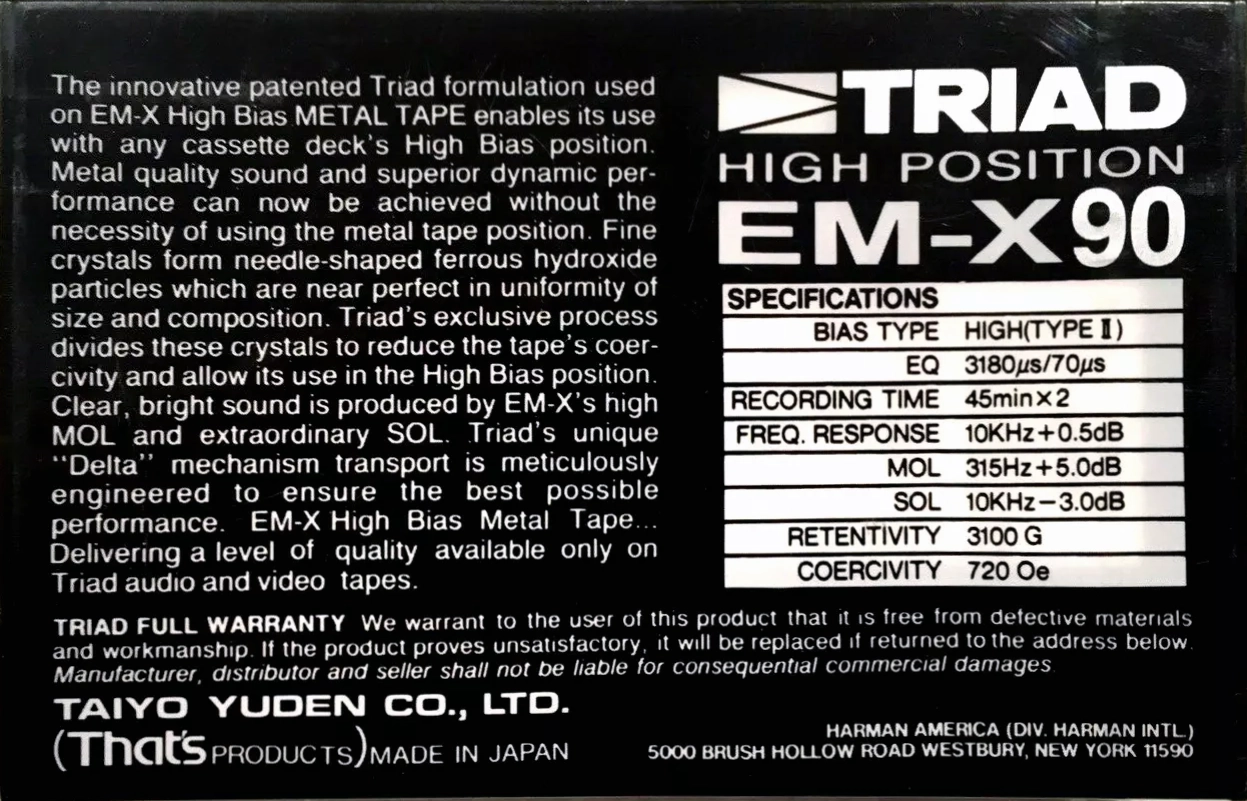 The innovative patented Triad formulation used
on EM-X High Bias METAL TAPE enables its use
with any cassette deck's High Bias position.
Metal quality sound and superior dynamic per-
formance can now be achieved without the
necessity of using the metal tape position. Fine
crystals form needle-shaped ferrous hydroxide
particles which are near perfect in uniformity of
size and composition. Triad's exclusive process
divides these crystals to reduce the tape's coer-
civity and allow its use in the High Bias position.
Clear, bright sound is produced by EM-X's high
MOL and extraordinary SOL. Triad's unique
"Delta" mechanism transport is meticulously
engineered to ensure the best possible
performance. EM-X High Bias Metal Tape...
Delivering a level of quality available only on
Triad audio and video tapes.
TRIAD
HIGH POSITION
EM-X90
SPECIFICATIONS
BIAS TYPE HIGH(TYPE II)
EQ 3180µs/70µs
RECORDING TIME 45min×2
FREQ. RESPONSE 10KHz+0.5dB
MOL 315Hz+5.0dB
SOL 10KHz−3.0dB
RETENTIVITY 3100 G
COERCIVITY 720 Oe
TRIAD FULL WARRANTY We warrant to the user of this product that it is free from defective materials
and workmanship. If the product proves unsatisfactory, it will be replaced if returned to the address below.
Manufacturer, distributor and seller shall not be liable for consequential commercial damages.
TAIYO YUDEN CO., LTD.
(That's PRODUCTS) MADE IN JAPAN
HARMAN AMERICA (DIV. HARMAN INTL.)
5000 BRUSH HOLLOW ROAD WESTBURY, NEW YORK 11590